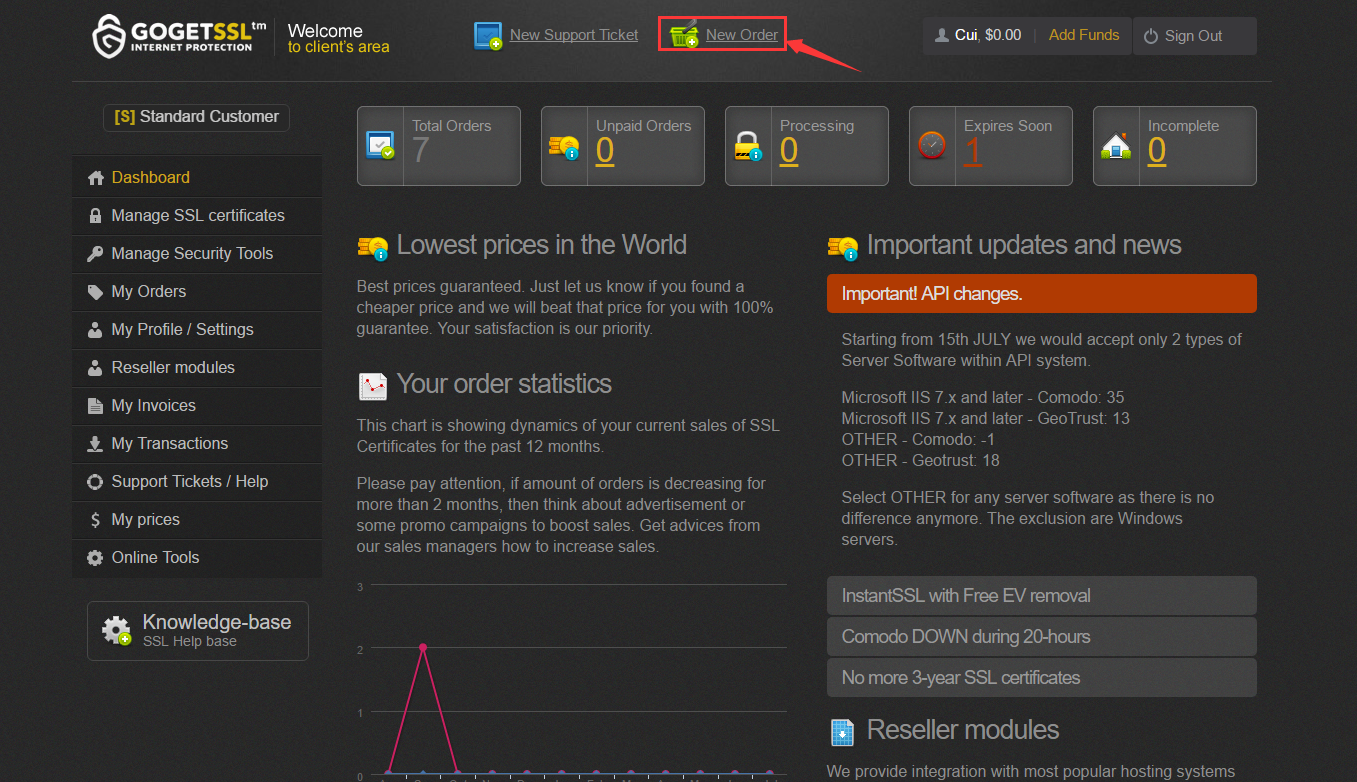 GOGETSSL™
INTERNET PROTECTION
Welcome
to client's area
New Support Ticket
New Order
Cui, $0.00 | Add Funds
Sign Out
[S] Standard Customer
Dashboard
Manage SSL certificates
Manage Security Tools
My Orders
My Profile / Settings
Reseller modules
My Invoices
My Transactions
Support Tickets / Help
My prices
Online Tools
Knowledge-base
SSL Help base
Total Orders
7
Unpaid Orders
0
Processing
0
Expires Soon
1
Incomplete
0
Lowest prices in the World
Best prices guaranteed. Just let us know if you found a
cheaper price and we will beat that price for you with 100%
guarantee. Your satisfaction is our priority.
Your order statistics
This chart is showing dynamics of your current sales of SSL
Certificates for the past 12 months.
Please pay attention, if amount of orders is decreasing for
more than 2 months, then think about advertisement or
some promo campaigns to boost sales. Get advices from
our sales managers how to increase sales.
3
2
1
0
Important updates and news
Important! API changes.
Starting from 15th JULY we would accept only 2 types of
Server Software within API system.
Microsoft IIS 7.x and later - Comodo: 35
Microsoft IIS 7.x and later - GeoTrust: 13
OTHER - Comodo: -1
OTHER - Geotrust: 18
Select OTHER for any server software as there is no
difference anymore. The exclusion are Windows
servers.
InstantSSL with Free EV removal
Comodo DOWN during 20-hours
No more 3-year SSL certificates
Reseller modules
We provide integration with most popular hosting systems